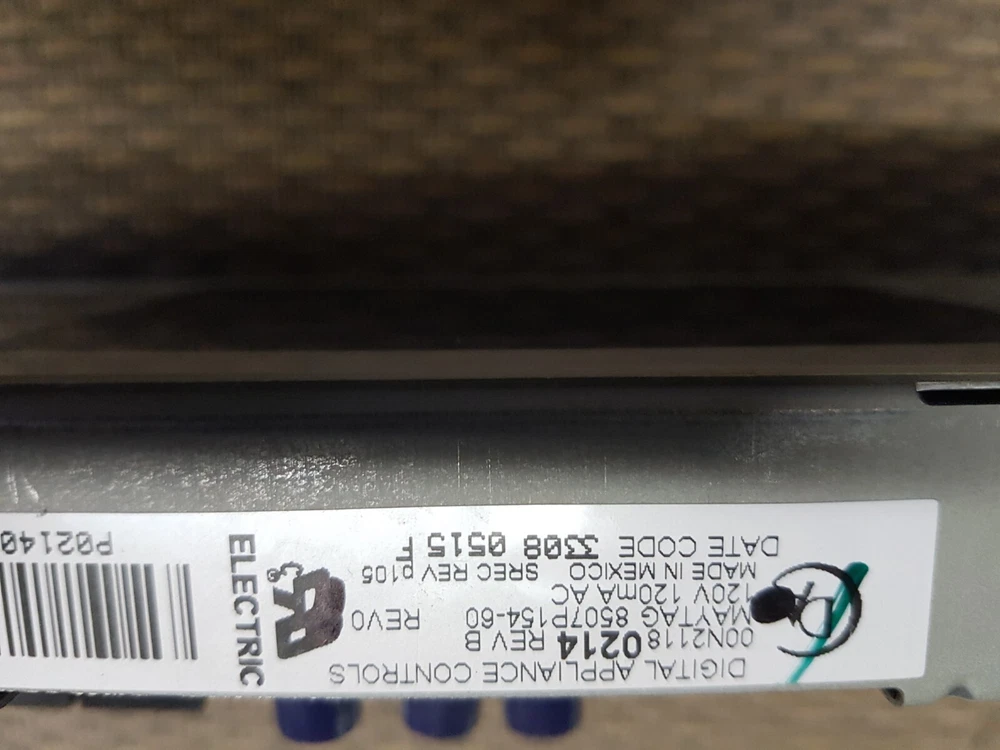 DIGITAL APPLIANCE CONTROLS
00N2118 0214 REV B
MAYTAG 8507P154-60 REV0
120V 120mA AC
MADE IN MEXICO SREC REV p105
DATE CODE 3308 0515 F
ELECTRIC
P02140